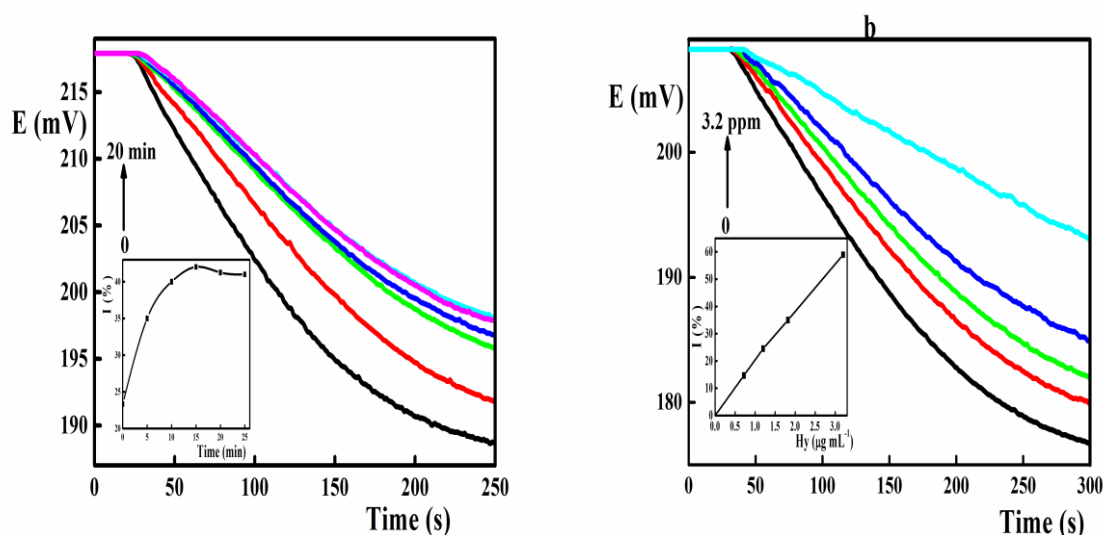 215
E (mV)
210
20 min
205
0
200
195
190
I (%)
40
35
30
25
20
0 5 10 15 20 25
Time (min)
0 50 100 150 200 250
Time (s)
b
E (mV)
3.2 ppm
200
0
190
180
I (%)
60
50
40
30
20
10
0
0.0 0.5 1.0 1.5 2.0 2.5 3.0
Hy (µg mL⁻¹)
0 50 100 150 200 250 300
Time (s)